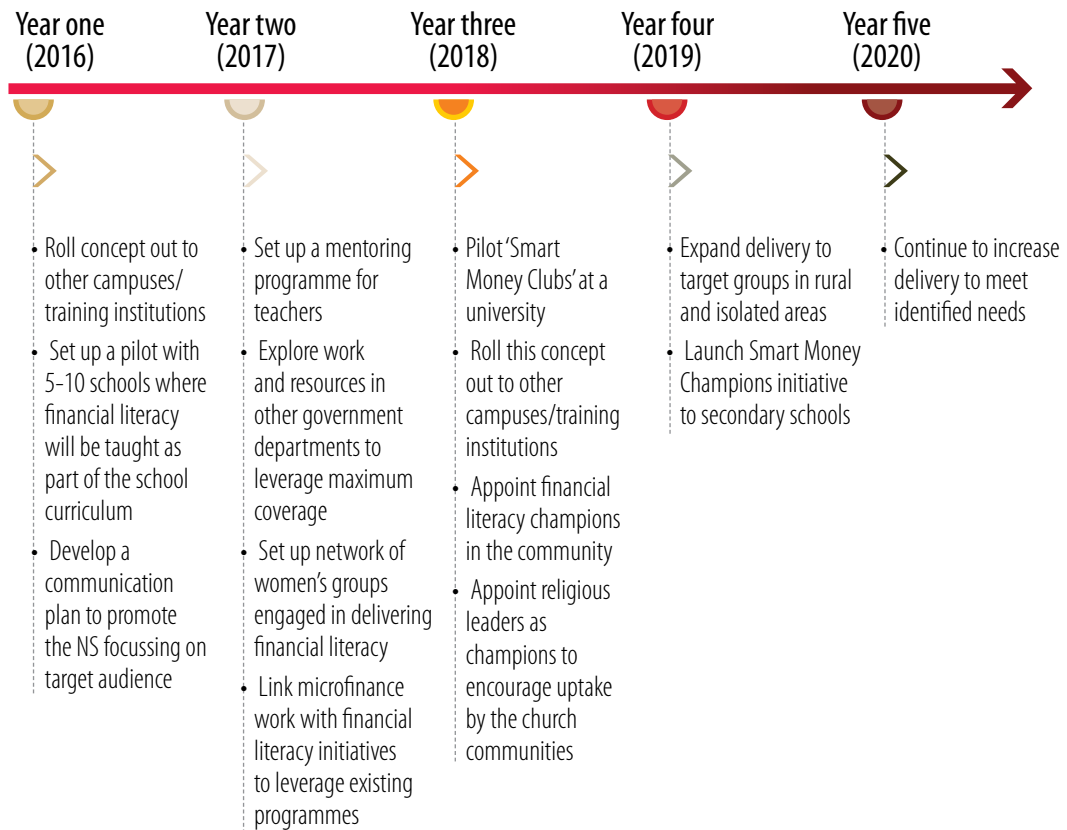 Year one
(2016)
Year two
(2017)
Year three
(2018)
Year four
(2019)
Year five
(2020)
• Roll concept out to
other campuses/
training institutions
• Set up a pilot with
5-10 schools where
financial literacy
will be taught as
part of the school
curriculum
• Develop a
communication
plan to promote
the NS focussing on
target audience
• Set up a mentoring
programme for
teachers
• Explore work
and resources in
other government
departments to
leverage maximum
coverage
• Set up network of
women's groups
engaged in delivering
financial literacy
• Link microfinance
work with financial
literacy initiatives
to leverage existing
programmes
• Pilot 'Smart
Money Clubs' at a
university
• Roll this concept
out to other
campuses/training
institutions
• Appoint financial
literacy champions
in the community
• Appoint religious
leaders as
champions to
encourage uptake
by the church
communities
• Expand delivery to
target groups in rural
and isolated areas
• Launch Smart Money
Champions initiative
to secondary schools
• Continue to increase
delivery to meet
identified needs